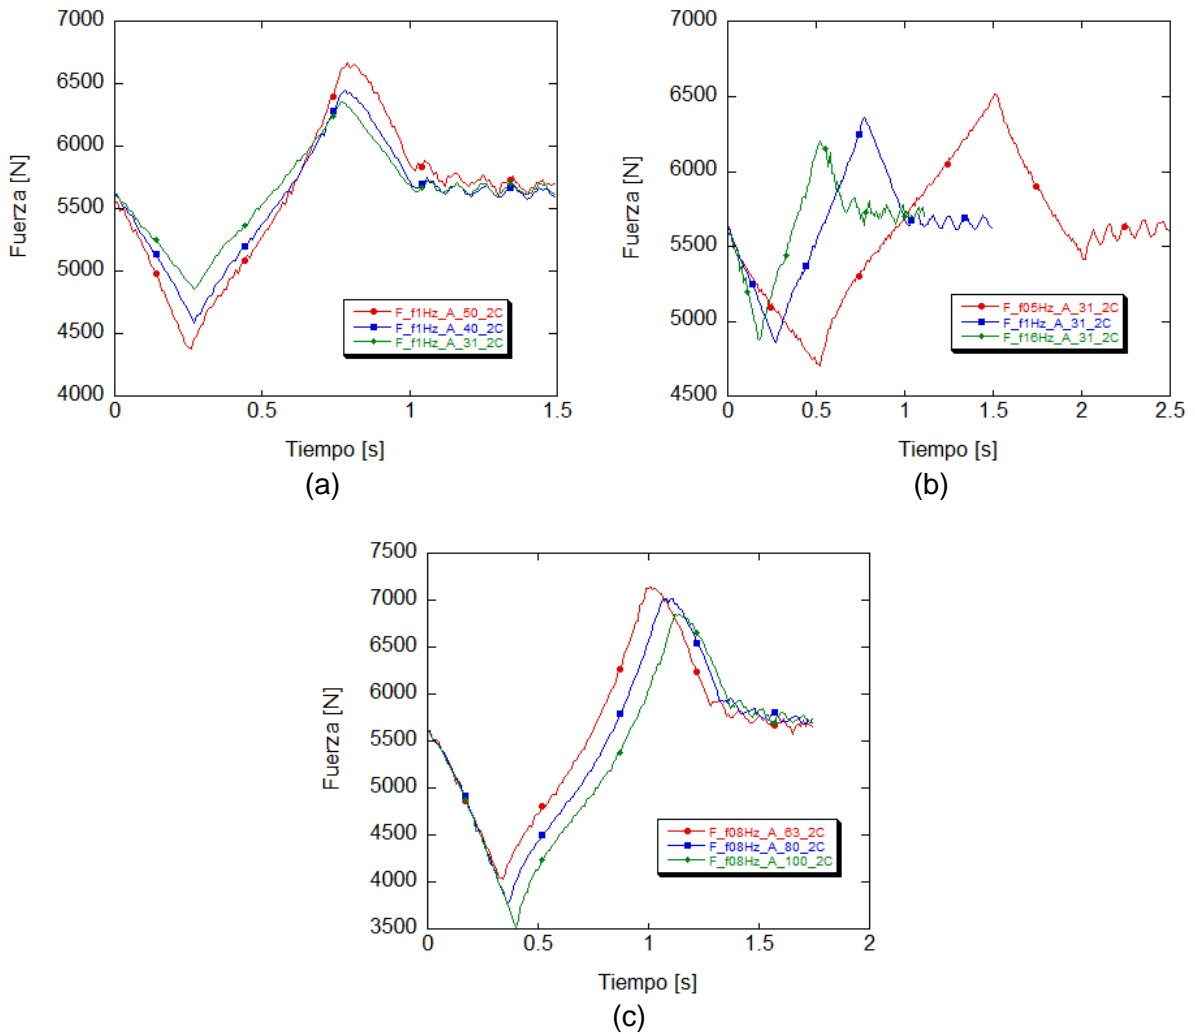 7000
6500
6000
5500
5000
4500
4000
Fuerza [N]
F_f1Hz_A_50_2C
F_f1Hz_A_40_2C
F_f1Hz_A_31_2C
0 0.5 1 1.5
Tiempo [s]
(a)
7000
6500
6000
5500
5000
4500
Fuerza [N]
F_f05Hz_A_31_2C
F_f1Hz_A_31_2C
F_f16Hz_A_31_2C
0 0.5 1 1.5 2 2.5
Tiempo [s]
(b)
7500
7000
6500
6000
5500
5000
4500
4000
3500
Fuerza [N]
F_f08Hz_A_63_2C
F_f08Hz_A_80_2C
F_f08Hz_A_100_2C
0 0.5 1 1.5 2
Tiempo [s]
(c)